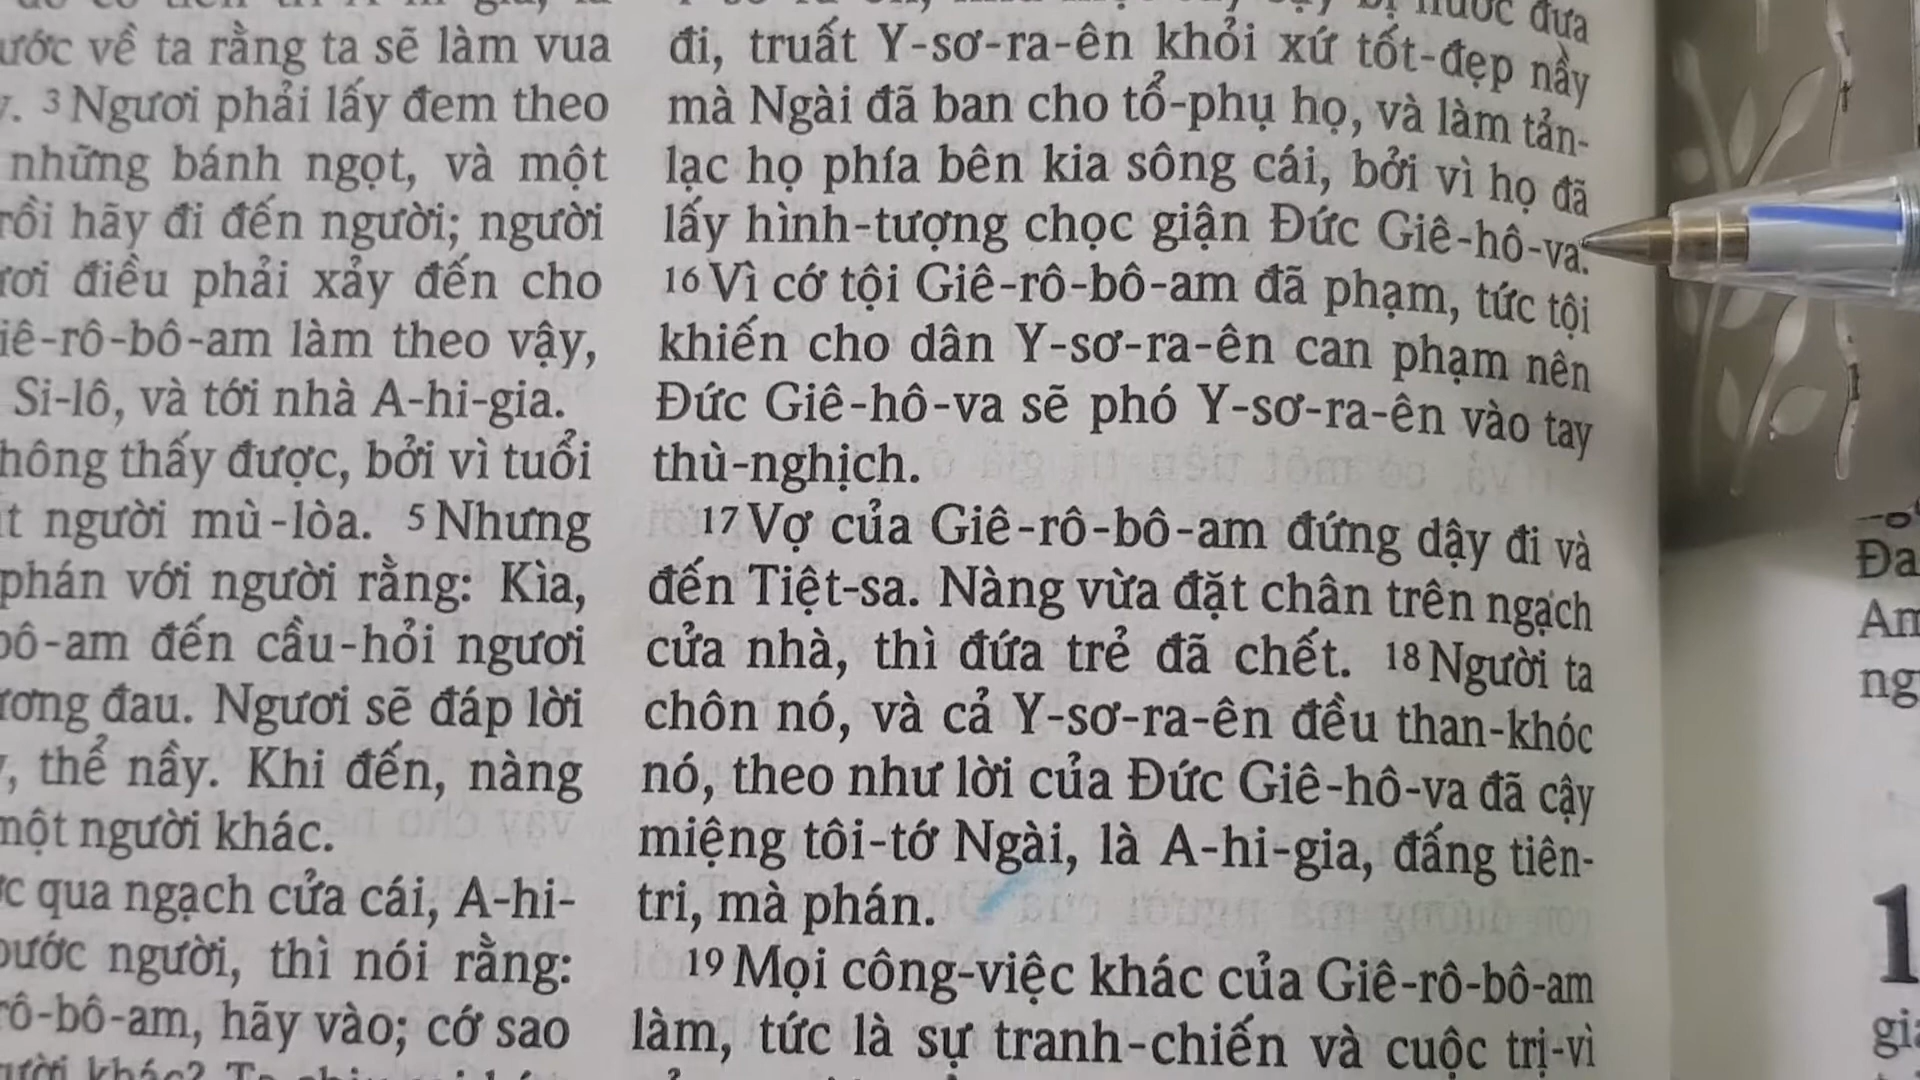 ước về ta rằng ta sẽ làm vua
3 Ngươi phải lấy đem theo
những bánh ngọt, và một
rồi hãy đi đến người; người
điều phải xảy đến cho
iê-rô-bô-am làm theo vậy,
Si-lô, và tới nhà A-hi-gia.
thấy được, bởi vì tuổi
người mù-lòa. 5 Nhưng
phán với người rằng: Kìa,
bô-am đến cầu-hỏi ngươi
đau. Ngươi sẽ đáp lời
thể nầy. Khi đến, nàng
một người khác.
qua ngạch cửa cái, A-hi-
bước người, thì nói rằng:
rô-bô-am, hãy vào; cớ sao
nước đưa
đi, truất Y-sơ-ra-ên khỏi xứ tốt-đẹp nầy
mà Ngài đã ban cho tổ-phụ họ, và làm tản-
lạc họ phía bên kia sông cái, bởi vì họ đã
lấy hình-tượng chọc giận Đức Giê-hô-va.
16 Vì cớ tội Giê-rô-bô-am đã phạm, tức tội
khiến cho dân Y-sơ-ra-ên can phạm nên
Đức Giê-hô-va sẽ phó Y-sơ-ra-ên vào tay
thù-nghịch.
17 Vợ của Giê-rô-bô-am đứng dậy đi và
đến Tiệt-sa. Nàng vừa đặt chân trên ngạch
cửa nhà, thì đứa trẻ đã chết. 18 Người ta
chôn nó, và cả Y-sơ-ra-ên đều than-khóc
nó, theo như lời của Đức Giê-hô-va đã cậy
miệng tôi-tớ Ngài, là A-hi-gia, đấng tiên-
tri, mà phán.
19 Mọi công-việc khác của Giê-rô-bô-am
làm, tức là sự tranh-chiến và cuộc trị-vì